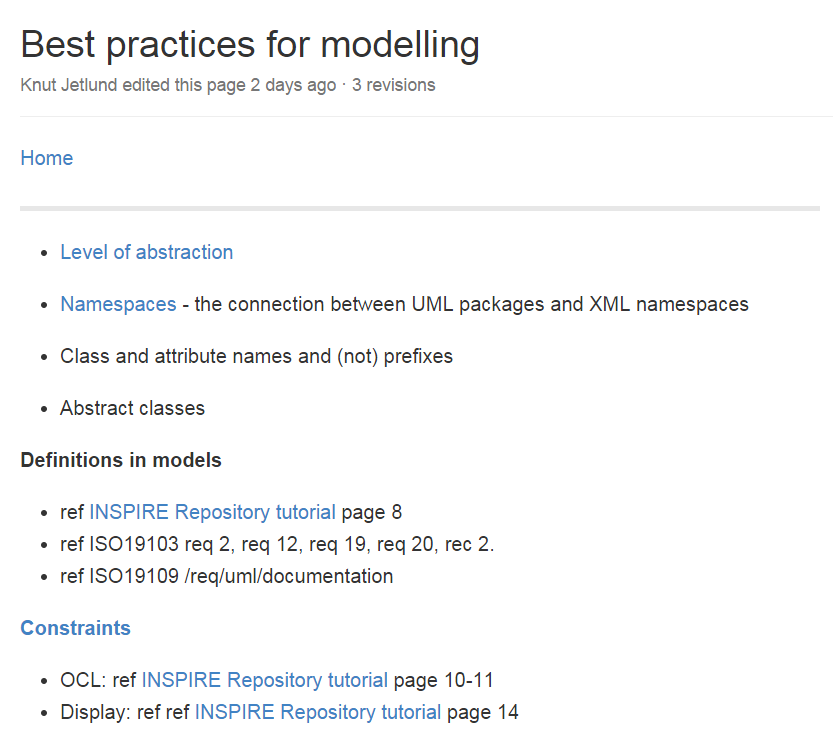 Best practices for modelling
Knut Jetlund edited this page 2 days ago · 3 revisions
Home
• Level of abstraction
• Namespaces - the connection between UML packages and XML namespaces
• Class and attribute names and (not) prefixes
• Abstract classes
Definitions in models
• ref INSPIRE Repository tutorial page 8
• ref ISO19103 req 2, req 12, req 19, req 20, rec 2.
• ref ISO19109 /req/uml/documentation
Constraints
• OCL: ref INSPIRE Repository tutorial page 10-11
• Display: ref ref INSPIRE Repository tutorial page 14